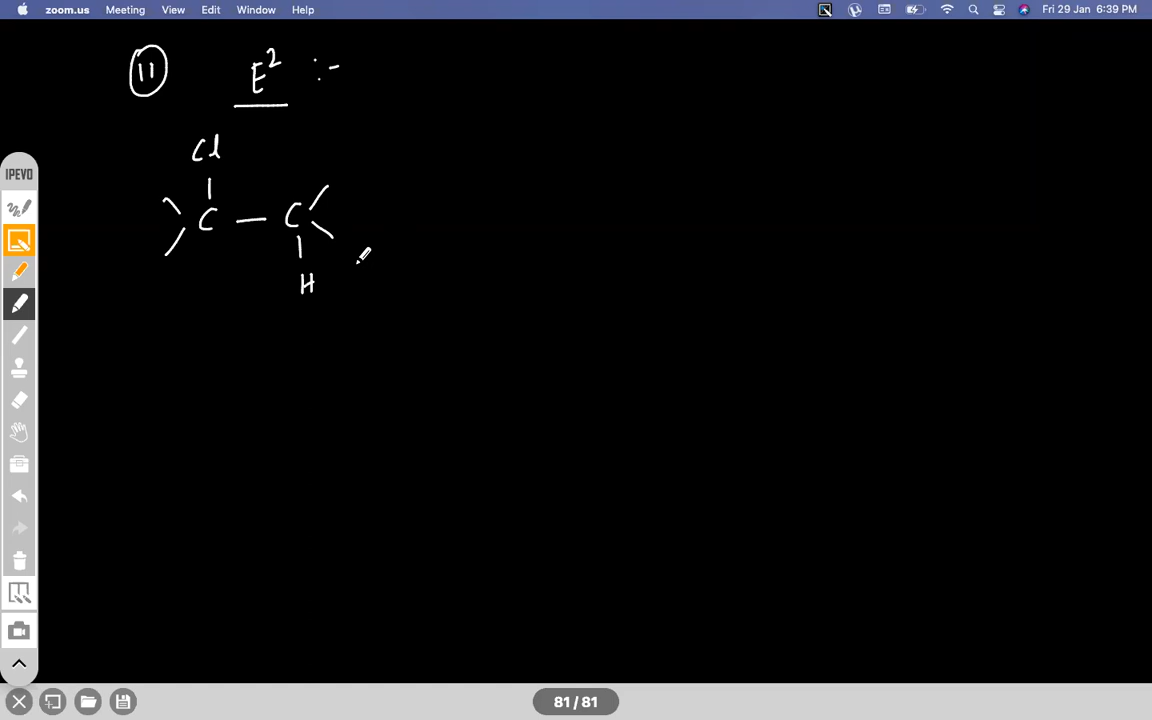 zoom.us Meeting View Edit Window Help Fri 29 Jan 6:39 PM
11 E² :-
Cl
C — C
H
IPEVO
81 / 81